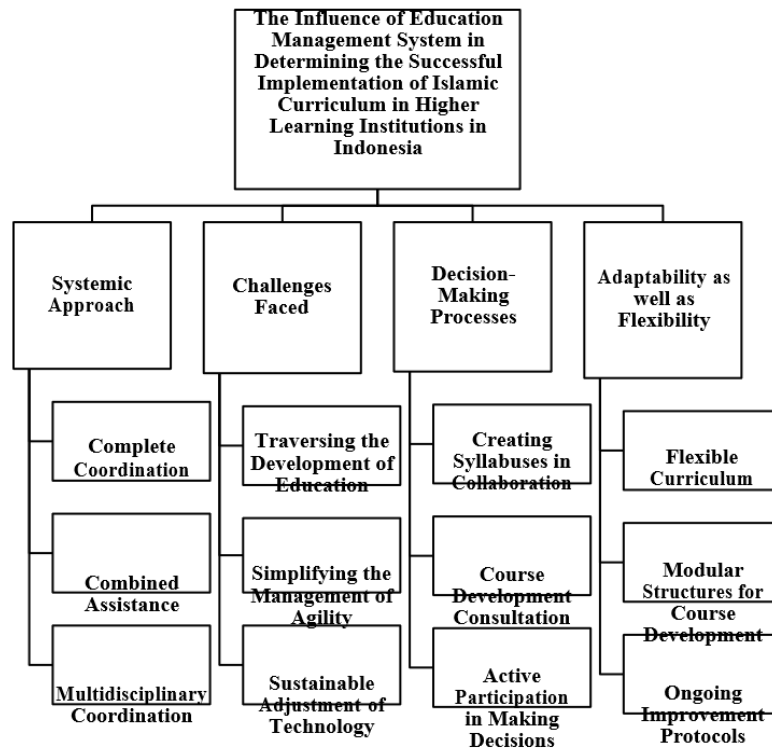 The Influence of Education
Management System in
Determining the Successful
Implementation of Islamic
Curriculum in Higher
Learning Institutions in
Indonesia
Systemic
Approach
Challenges
Faced
Decision-
Making
Processes
Adaptability as
well as
Flexibility
Complete
Coordination
Combined
Assistance
Multidisciplinary
Coordination
Traversing the
Development of
Education
Simplifying the
Management of
Agility
Sustainable
Adjustment of
Technology
Creating
Syllabuses in
Collaboration
Course
Development
Consultation
Active
Participation
in Making
Decisions
Flexible
Curriculum
Modular
Structures for
Course
Development
Ongoing
Improvement
Protocols